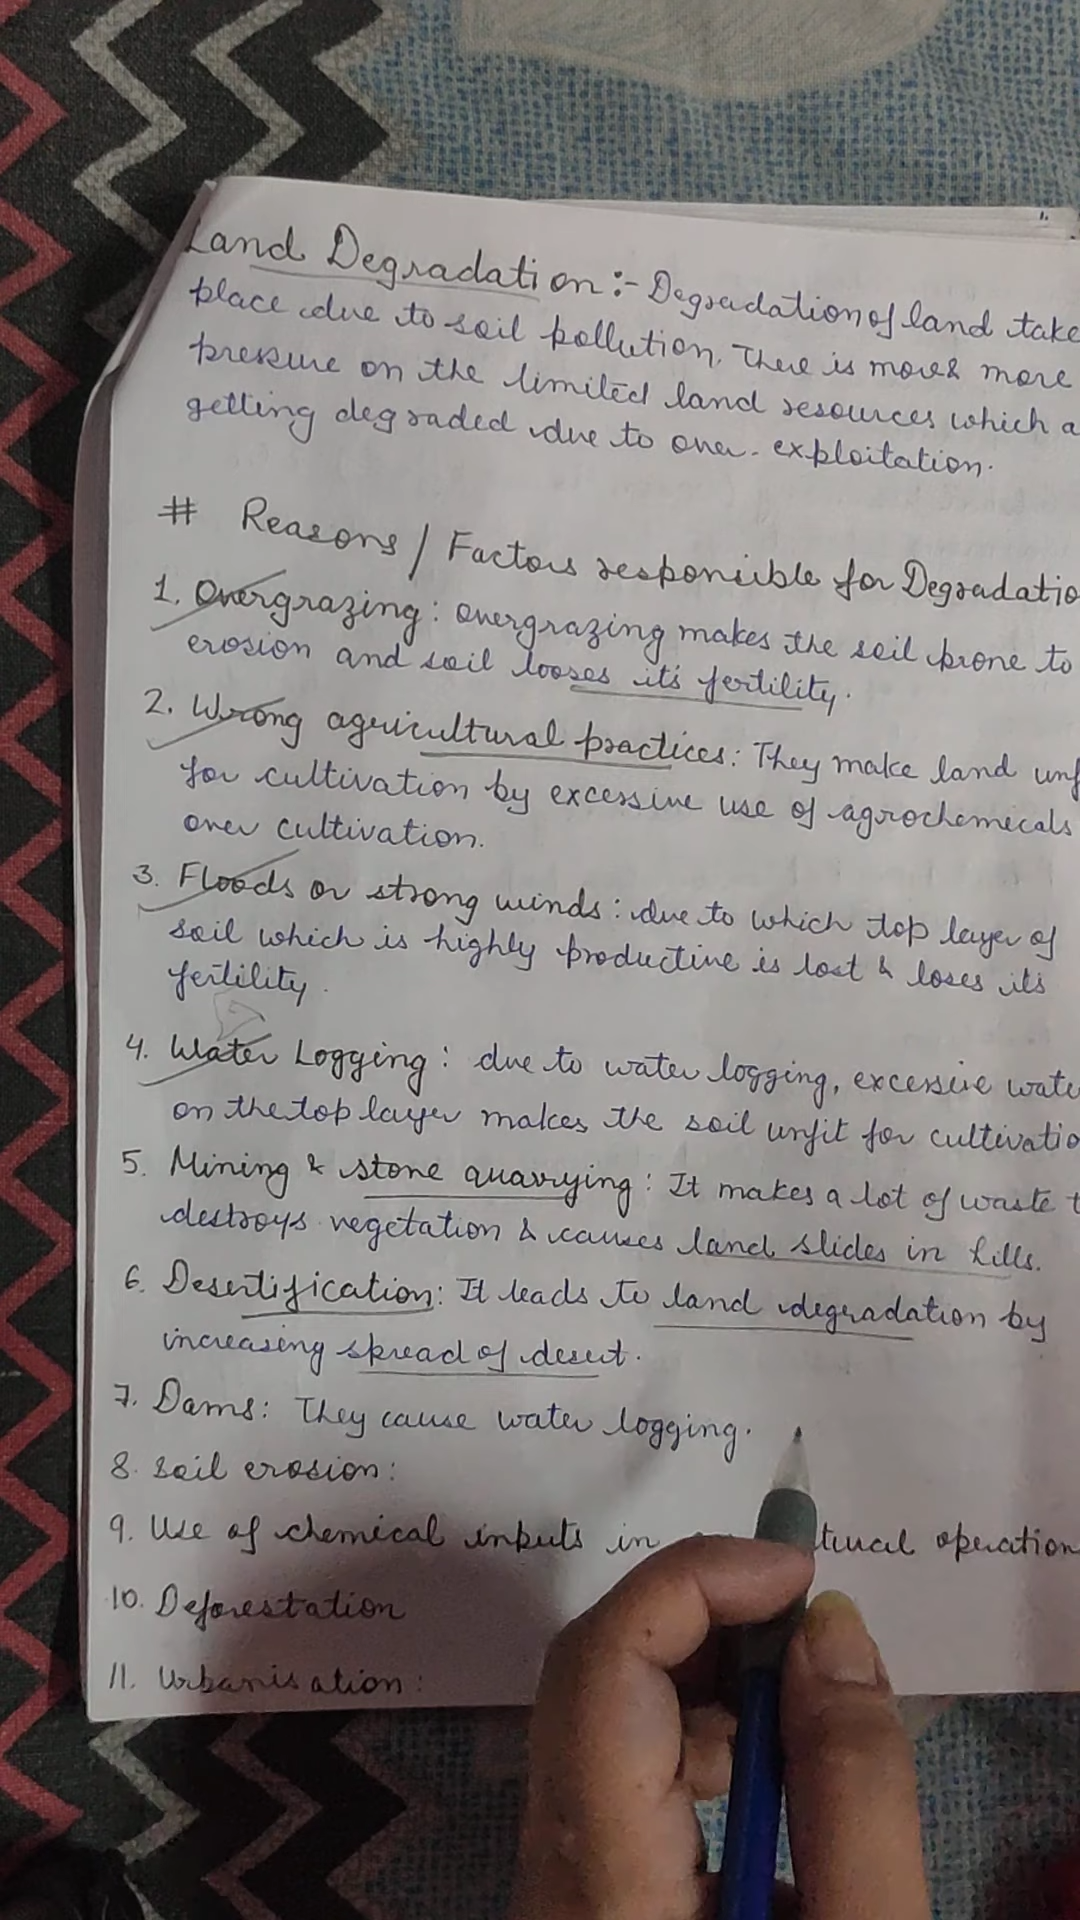 Land Degradation :- Degradation of land take
place due to soil pollution. There is more & more
pressure on the limited land resources which a
getting degraded due to over-exploitation.
# Reasons / Factors responsible for Degradatio
1. Overgrazing : overgrazing makes the soil prone to
erosion and soil looses it's fertility.
2. Wrong agricultural practices : They make land unf
for cultivation by excessive use of agrochemicals
over cultivation.
3. Floods or strong winds : due to which top layer of
soil which is highly productive is lost & loses its
fertility.
4. Water Logging : due to water logging, excessive wate
on the top layer makes the soil unfit for cultivatio
5. Mining & stone quarrying : It makes a lot of waste t
destroys vegetation & causes land slides in hills.
6. Desertification : It leads to land degradation by
increasing spread of desert.
7. Dams : They cause water logging.
8. Soil erosion :
9. Use of chemical inputs in tural operation
10. Deforestation
11. Urbanisation :